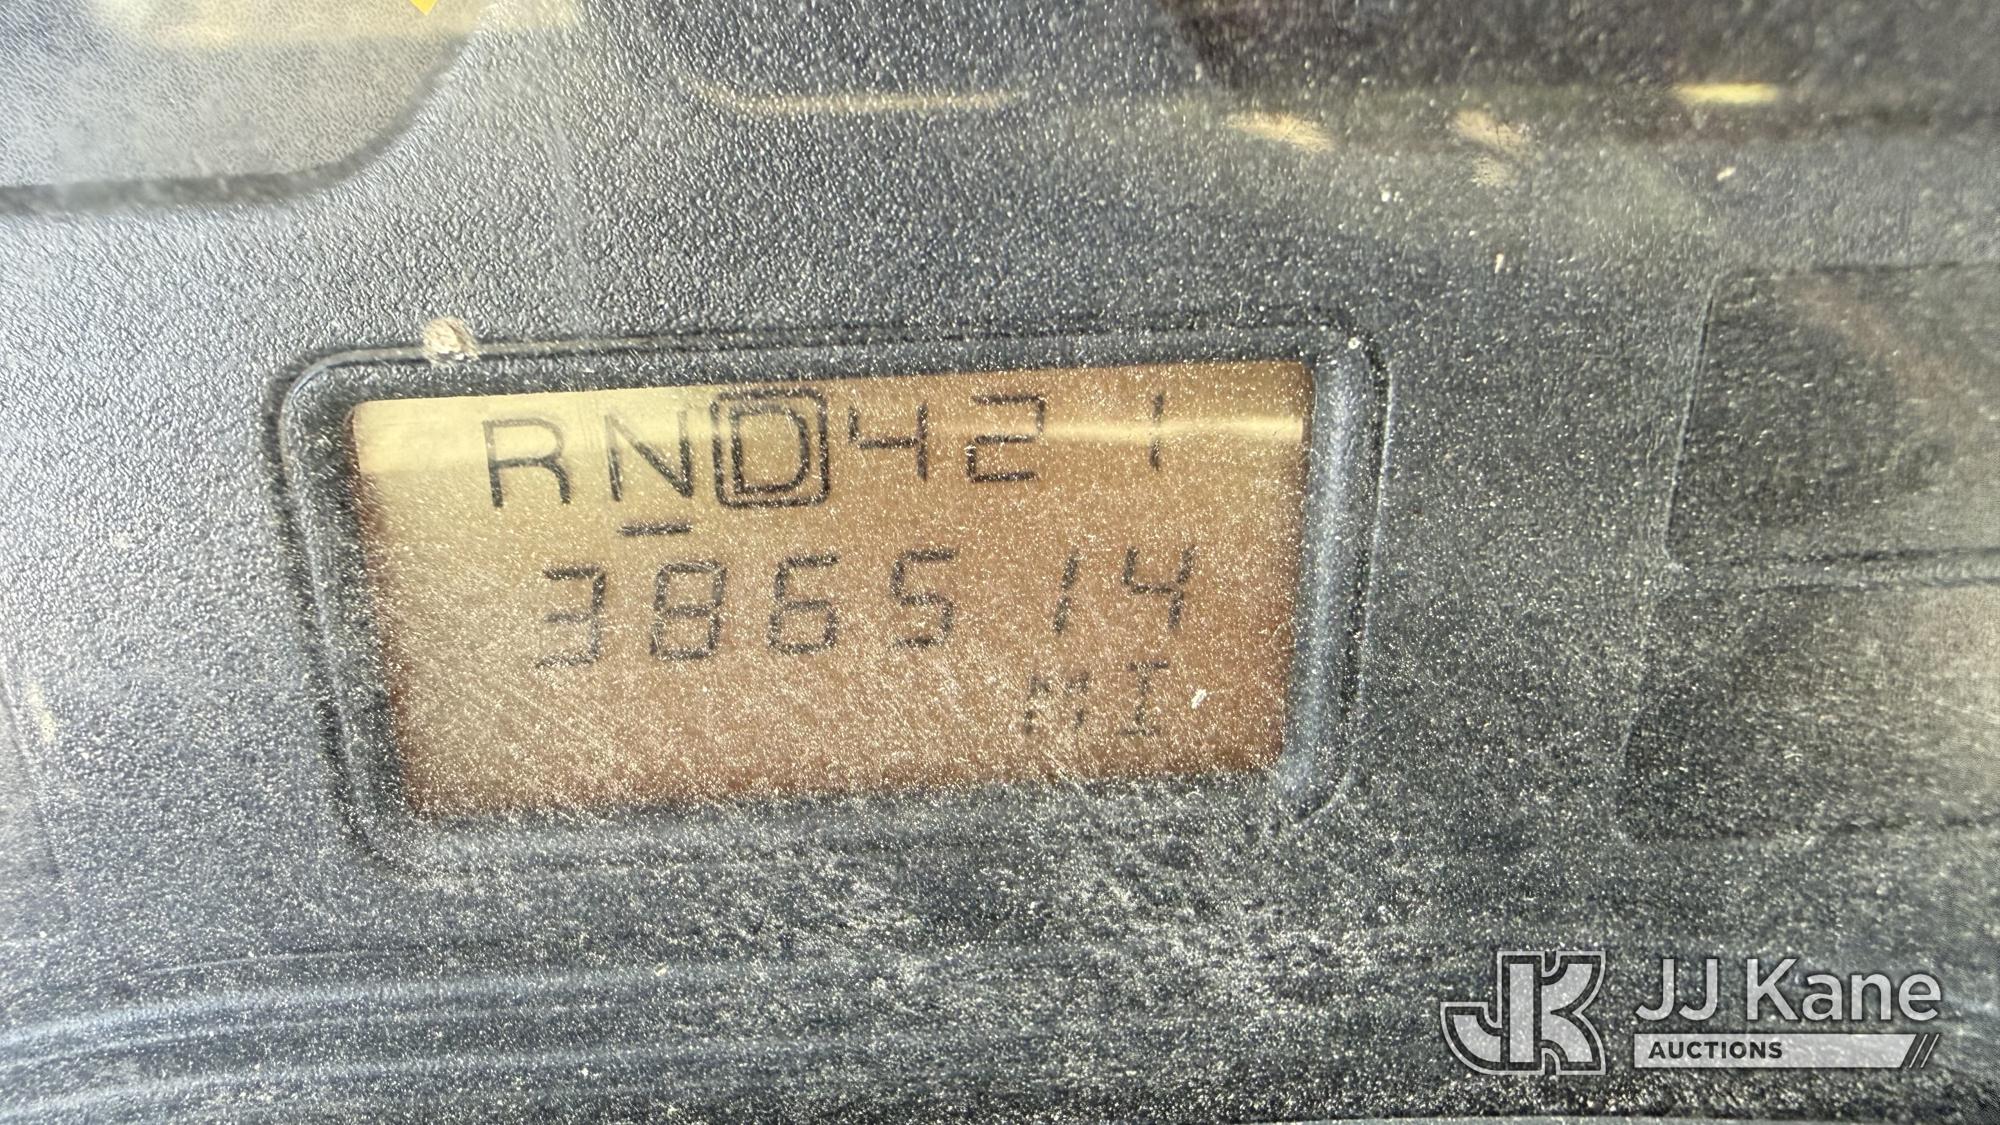 RND421
386514
MI
JJ Kane
AUCTIONS